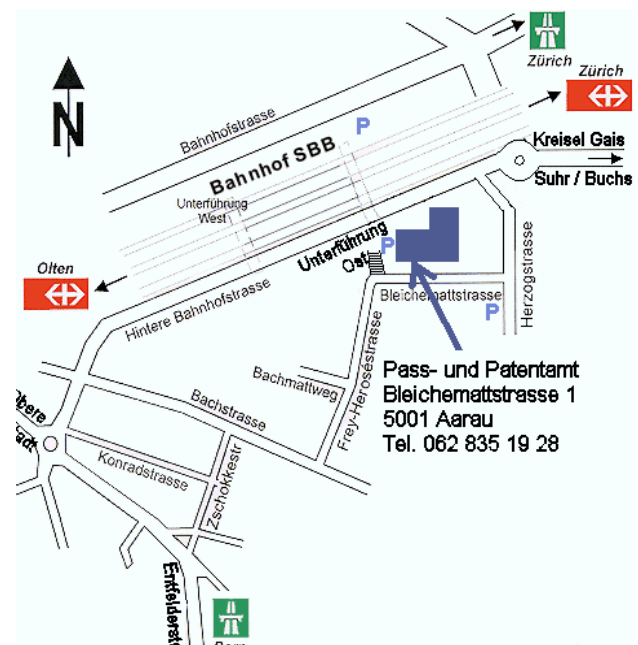 Zürich
Zürich
N
Bahnhofstrasse
P
Bahnhof SBB
Kreisel Gais
Suhr / Buchs
Unterführung
West
Unterführung
Ost
P
Olten
Herzogstrasse
Bleichemattstrasse
P
Hintere Bahnhofstrasse
Frey-Heroséstrasse
Pass- und Patentamt
Bleichemattstrasse 1
5001 Aarau
Tel. 062 835 19 28
Bachmattweg
Bachstrasse
Zschokkestr
Konradstrasse